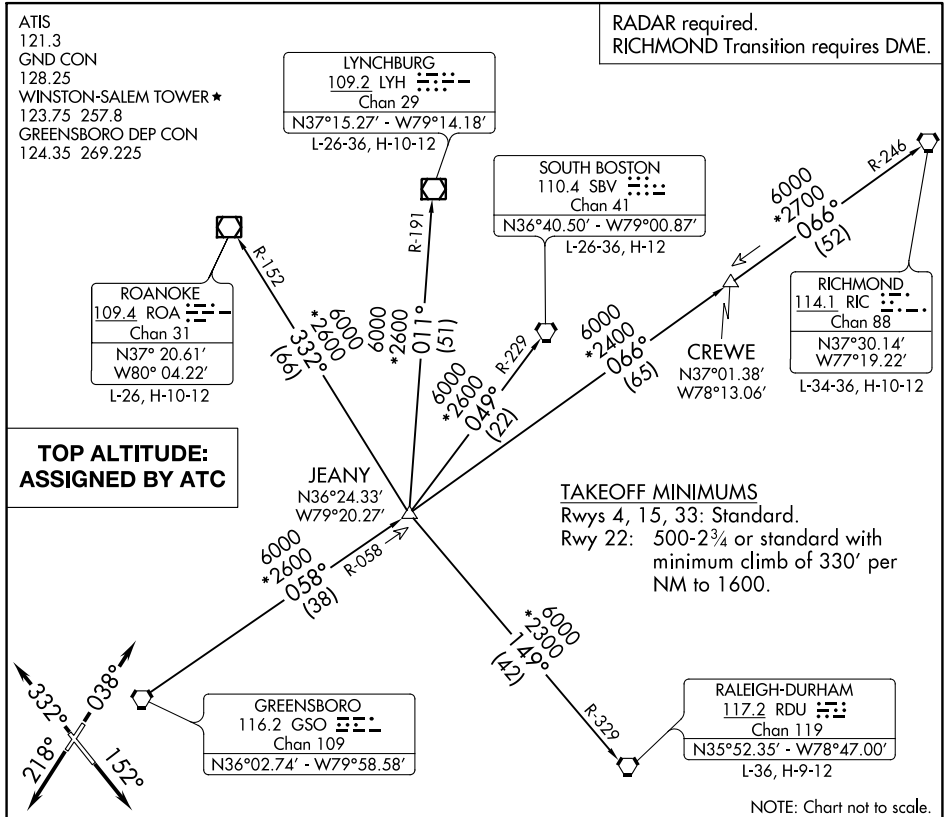 ATIS
121.3
GND CON
128.25
WINSTON-SALEM TOWER★
123.75 257.8
GREENSBORO DEP CON
124.35 269.225
RADAR required.
RICHMOND Transition requires DME.
LYNCHBURG
109.2 LYH
Chan 29
N37°15.27' - W79°14.18'
L-26-36, H-10-12
SOUTH BOSTON
110.4 SBV
Chan 41
N36°40.50' - W79°00.87'
L-26-36, H-12
R-246
6000
*2700
066°
(52)
R-191
R-152
ROANOKE
109.4 ROA
Chan 31
N37° 20.61'
W80° 04.22'
L-26, H-10-12
6000
*2600
332°
(66)
6000
*2600
011°
(51)
R-229
6000
*2600
049°
(22)
6000
*2400
066°
(65)
CREWE
N37°01.38'
W78°13.06'
RICHMOND
114.1 RIC
Chan 88
N37°30.14'
W77°19.22'
L-34-36, H-10-12
TOP ALTITUDE:
ASSIGNED BY ATC
JEANY
N36°24.33'
W79°20.27'
TAKEOFF MINIMUMS
Rwys 4, 15, 33: Standard.
Rwy 22: 500-2¾ or standard with
minimum climb of 330' per
NM to 1600.
6000
*2600
058°
(38)
R-058
6000
*2300
149°
(42)
R-329
332°
038°
218°
152°
GREENSBORO
116.2 GSO
Chan 109
N36°02.74' - W79°58.58'
RALEIGH-DURHAM
117.2 RDU
Chan 119
N35°52.35' - W78°47.00'
L-36, H-9-12
NOTE: Chart not to scale.